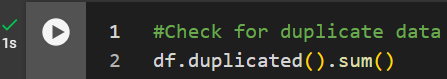 1 #Check for duplicate data
1s
2 df.duplicated().sum()